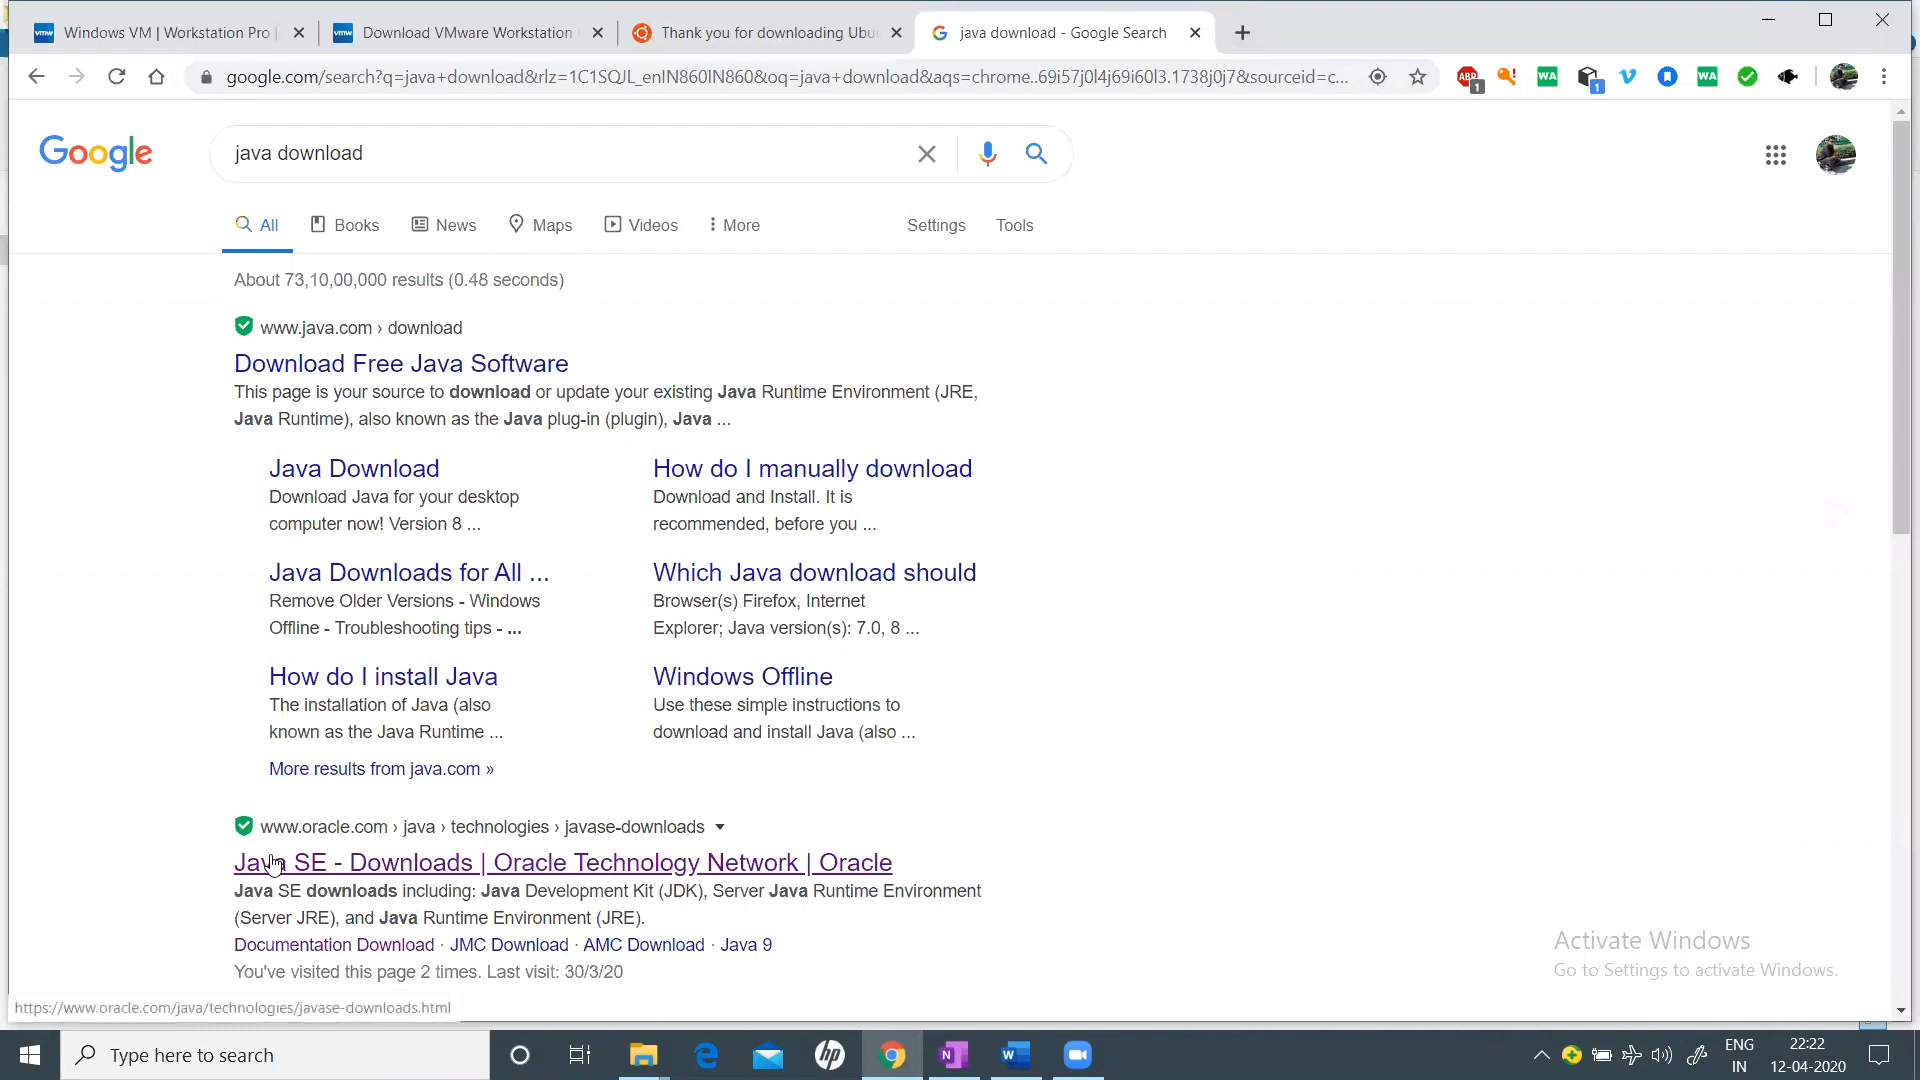 Windows VM | Workstation Pro |
Download VMware Workstation
Thank you for downloading Ubu
java download - Google Search
google.com/search?q=java+download&rlz=1C1SQJL_enIN860IN860&oq=java+download&aqs=chrome..69i57j0l4j69i60l3.1738j0j7&sourceid=c...
Google
java download
All
Books
News
Maps
Videos
More
Settings
Tools
About 73,10,00,000 results (0.48 seconds)
www.java.com › download
Download Free Java Software
This page is your source to download or update your existing Java Runtime Environment (JRE,
Java Runtime), also known as the Java plug-in (plugin), Java ...
Java Download
Download Java for your desktop
computer now! Version 8 ...
How do I manually download
Download and Install. It is
recommended, before you ...
Java Downloads for All ...
Remove Older Versions - Windows
Offline - Troubleshooting tips - ...
Which Java download should
Browser(s) Firefox, Internet
Explorer; Java version(s): 7.0, 8 ...
How do I install Java
The installation of Java (also
known as the Java Runtime ...
Windows Offline
Use these simple instructions to
download and install Java (also ...
More results from java.com »
www.oracle.com › java › technologies › javase-downloads
Java SE - Downloads | Oracle Technology Network | Oracle
Java SE downloads including: Java Development Kit (JDK), Server Java Runtime Environment
(Server JRE), and Java Runtime Environment (JRE).
Documentation Download · JMC Download · AMC Download · Java 9
You've visited this page 2 times. Last visit: 30/3/20
Activate Windows
Go to Settings to activate Windows.
https://www.oracle.com/java/technologies/javase-downloads.html
Type here to search
ENG
IN
22:22
12-04-2020